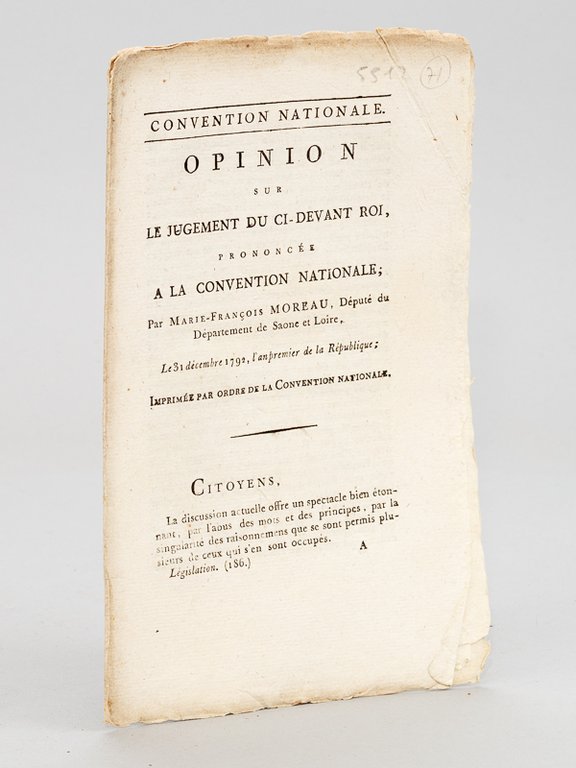 55 (71)
CONVENTION NATIONALE.
OPINION
SUR
LE JUGEMENT DU CI-DEVANT ROI,
PRONONCÉE
A LA CONVENTION NATIONALE;
Par MARIE-FRANÇOIS MOREAU, Député du
Département de Saone et Loire,
Le 31 décembre 1792, l'an premier de la République;
IMPRIMÉE PAR ORDRE DE LA CONVENTION NATIONALE.
CITOYENS,
La discussion actuelle offre un spectacle bien éton-
nant, par l'aous des mots et des principes, par la
singularité des raisonnemens que se sont permis plu-
sieurs de ceux qui s'en sont occupés.
Législation. (186.) A